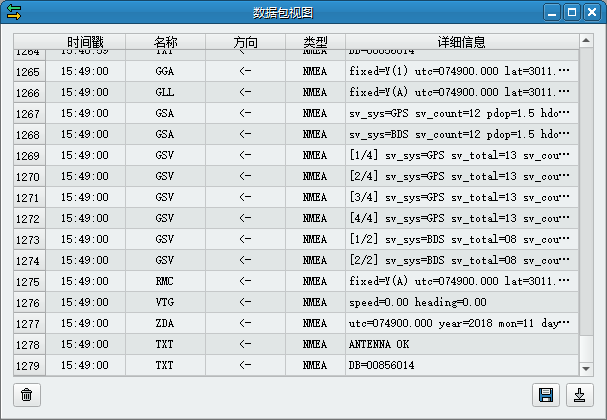 数据包视图
时间戳 名称 方向 类型 详细信息
1264 15:48:59 TXT <- NMEA DB=00856014
1265 15:49:00 GGA <- NMEA fixed=Y(1) utc=074900.000 lat=3011.⋯
1266 15:49:00 GLL <- NMEA fixed=Y(A) utc=074900.000 lat=3011.⋯
1267 15:49:00 GSA <- NMEA sv_sys=GPS sv_count=12 pdop=1.5 hdo⋯
1268 15:49:00 GSA <- NMEA sv_sys=BDS sv_count=12 pdop=1.5 hdo⋯
1269 15:49:00 GSV <- NMEA [1/4] sv_sys=GPS sv_total=13 sv_cou⋯
1270 15:49:00 GSV <- NMEA [2/4] sv_sys=GPS sv_total=13 sv_cou⋯
1271 15:49:00 GSV <- NMEA [3/4] sv_sys=GPS sv_total=13 sv_cou⋯
1272 15:49:00 GSV <- NMEA [4/4] sv_sys=GPS sv_total=13 sv_cou⋯
1273 15:49:00 GSV <- NMEA [1/2] sv_sys=BDS sv_total=08 sv_cou⋯
1274 15:49:00 GSV <- NMEA [2/2] sv_sys=BDS sv_total=08 sv_cou⋯
1275 15:49:00 RMC <- NMEA fixed=Y(A) utc=074900.000 lat=3011.⋯
1276 15:49:00 VTG <- NMEA speed=0.00 heading=0.00
1277 15:49:00 ZDA <- NMEA utc=074900.000 year=2018 mon=11 day⋯
1278 15:49:00 TXT <- NMEA ANTENNA OK
1279 15:49:00 TXT <- NMEA DB=00856014